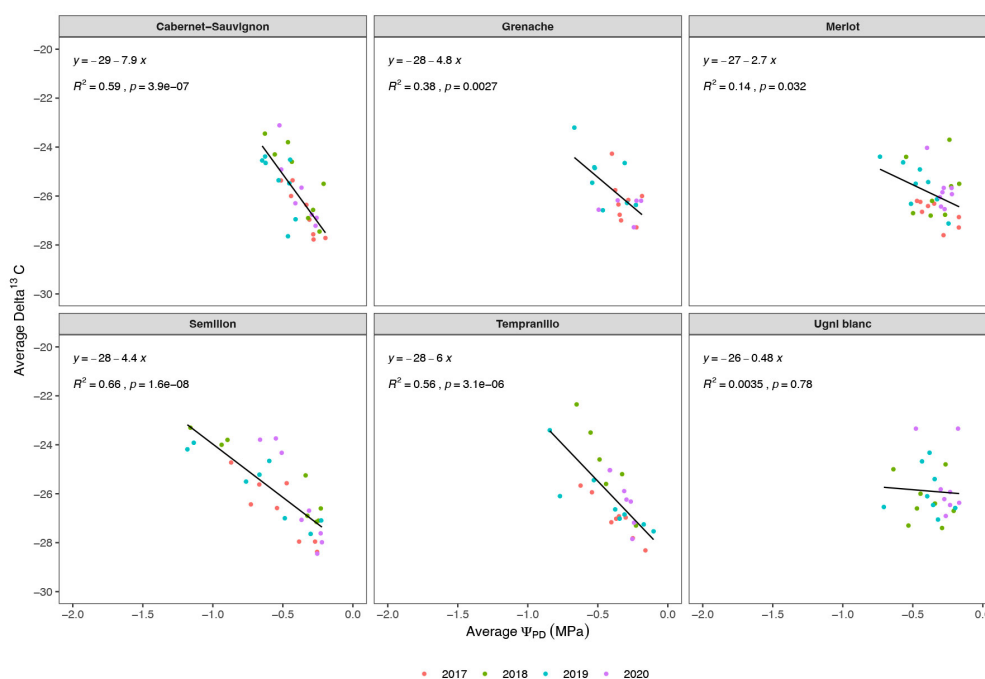 Cabernet−Sauvignon
Grenache
Merlot
y = −29 − 7.9 x
R² = 0.59 , p = 3.9e−07
y = −28 − 4.8 x
R² = 0.38 , p = 0.0027
y = −27 − 2.7 x
R² = 0.14 , p = 0.032
−20
−22
−24
−26
−28
−30
Semillon
Tempranillo
Ugni blanc
y = −28 − 4.4 x
R² = 0.66 , p = 1.6e−08
y = −28 − 6 x
R² = 0.56 , p = 3.1e−06
y = −26 − 0.48 x
R² = 0.0035 , p = 0.78
−20
−22
−24
−26
−28
−30
Average Delta¹³ C
−2.0 −1.5 −1.0 −0.5 0.0
−2.0 −1.5 −1.0 −0.5 0.0
−2.0 −1.5 −1.0 −0.5 0.0
Average Ψ_PD (MPa)
2017 2018 2019 2020